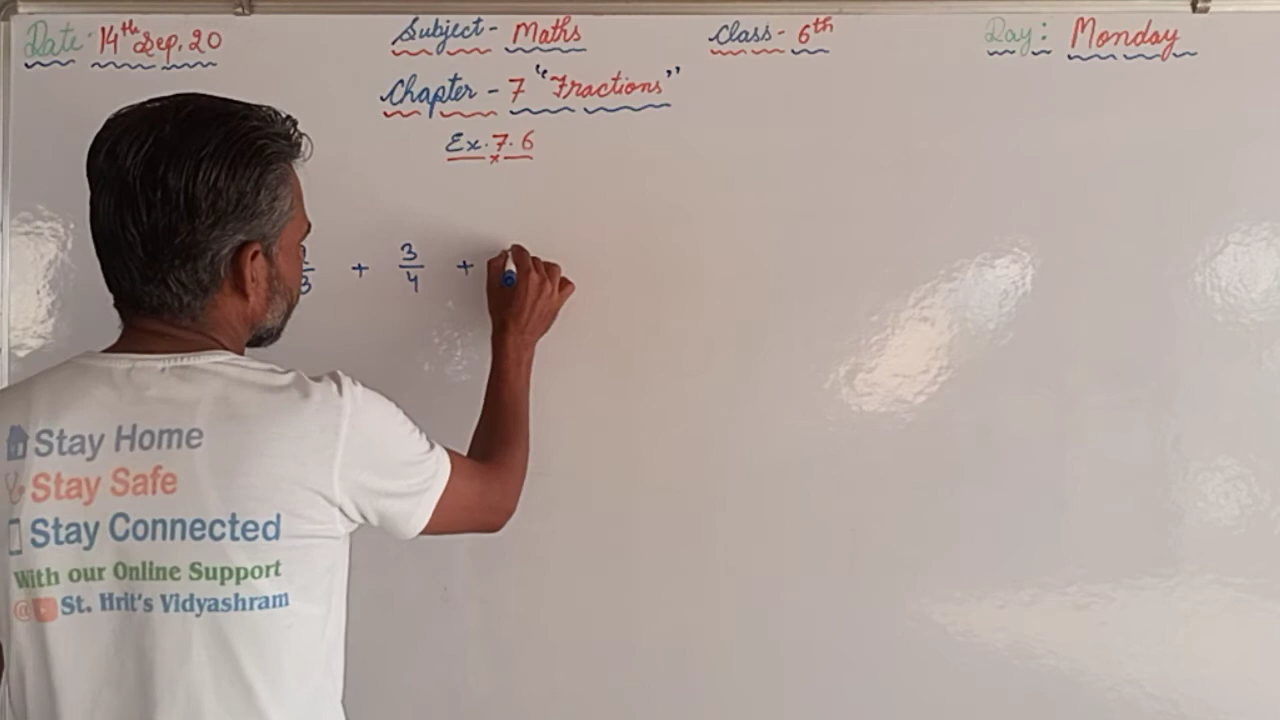 Date: 14th Sep. 20 Subject- Maths Class- 6th Day: Monday
Chapter - 7 "Fractions"
Ex. 7.6
3 + 3/4 +
Stay Home
Stay Safe
Stay Connected
With our Online Support
@ St. Hrit's Vidyashram